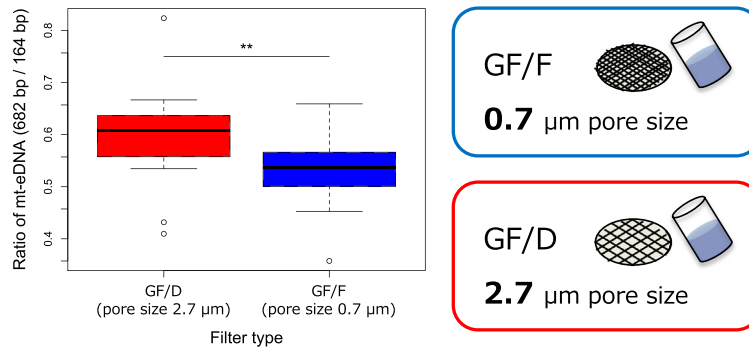 Ratio of mt-eDNA (682 bp / 164 bp)
0.8
0.7
0.6
0.5
0.4
**
GF/D
(pore size 2.7 µm)
GF/F
(pore size 0.7 µm)
Filter type
GF/F
0.7 µm pore size
GF/D
2.7 µm pore size